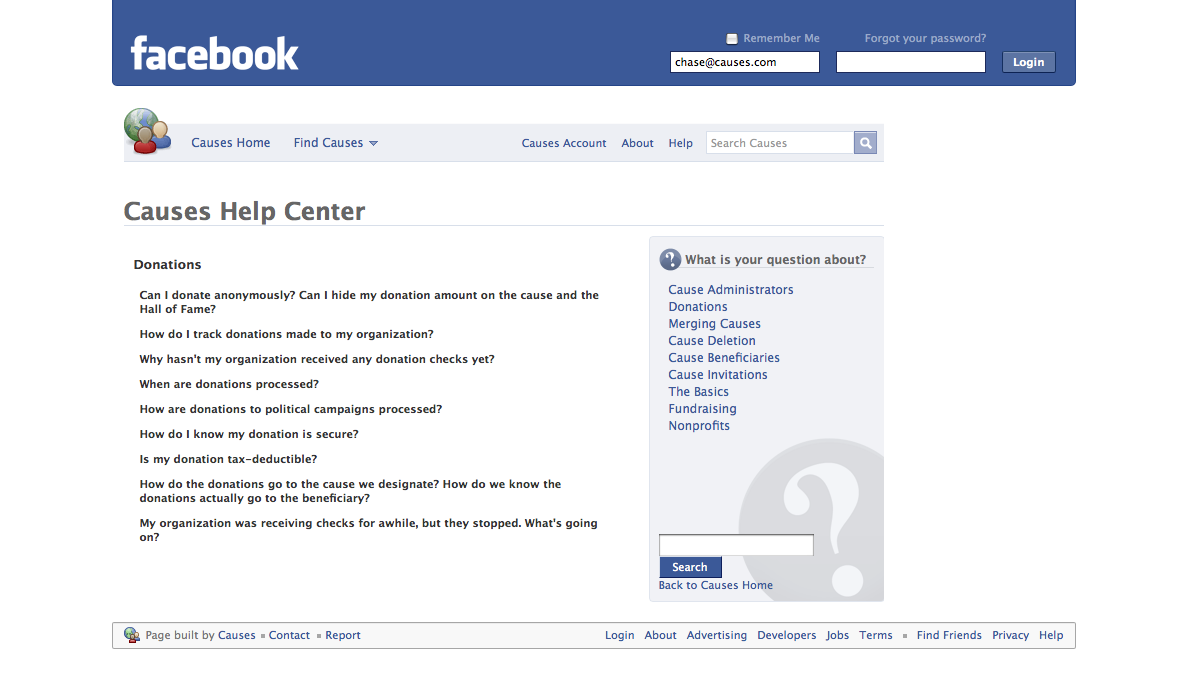 facebook
Remember Me Forgot your password?
chase@causes.com Login
Causes Home Find Causes Causes Account About Help Search Causes
Causes Help Center
Donations
Can I donate anonymously? Can I hide my donation amount on the cause and the
Hall of Fame?
How do I track donations made to my organization?
Why hasn't my organization received any donation checks yet?
When are donations processed?
How are donations to political campaigns processed?
How do I know my donation is secure?
Is my donation tax-deductible?
How do the donations go to the cause we designate? How do we know the
donations actually go to the beneficiary?
My organization was receiving checks for awhile, but they stopped. What's going
on?
? What is your question about?
Cause Administrators
Donations
Merging Causes
Cause Deletion
Cause Beneficiaries
Cause Invitations
The Basics
Fundraising
Nonprofits
?
Search
Back to Causes Home
Page built by Causes ▪ Contact ▪ Report Login About Advertising Developers Jobs Terms ▪ Find Friends Privacy Help